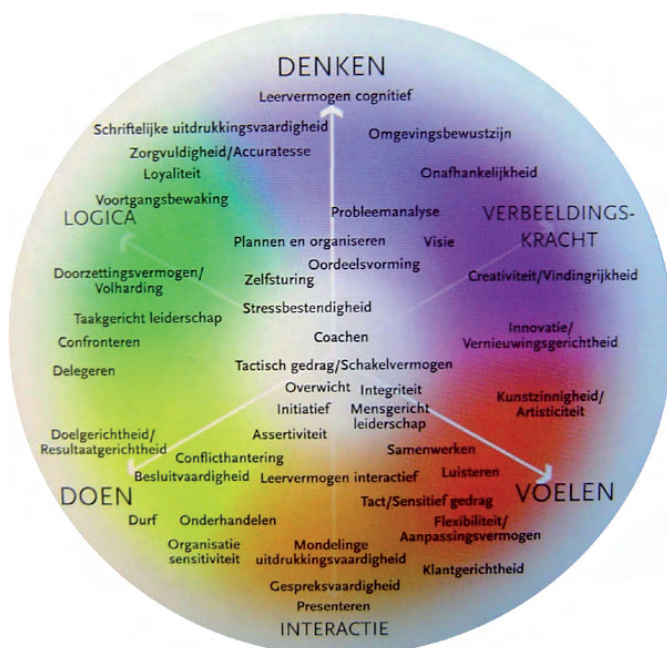 DENKEN
Leervermogen cognitief
Schriftelijke uitdrukkingsvaardigheid
Omgevingsbewustzijn
Zorgvuldigheid/Accuratesse
Loyaliteit
Onafhankelijkheid
Voortgangsbewaking
LOGICA
Probleemanalyse
VERBEELDINGS-
KRACHT
Plannen en organiseren
Visie
Oordeelsvorming
Doorzettingsvermogen/
Volharding
Zelfsturing
Creativiteit/Vindingrijkheid
Stressbestendigheid
Taakgericht leiderschap
Innovatie/
Vernieuwingsgerichtheid
Confronteren
Coachen
Delegeren
Tactisch gedrag/Schakelvermogen
Overwicht
Integriteit
Kunstzinnigheid/
Artisticiteit
Initiatief
Mensgericht
leiderschap
Doelgerichtheid/
Resultaatgerichtheid
Assertiviteit
Conflicthantering
Samenwerken
Besluitvaardigheid
Leervermogen interactief
Luisteren
DOEN
VOELEN
Tact/Sensitief gedrag
Durf
Onderhandelen
Flexibiliteit/
Aanpassingsvermogen
Organisatie
sensitiviteit
Mondelinge
uitdrukkingsvaardigheid
Klantgerichtheid
Gespreksvaardigheid
Presenteren
INTERACTIE